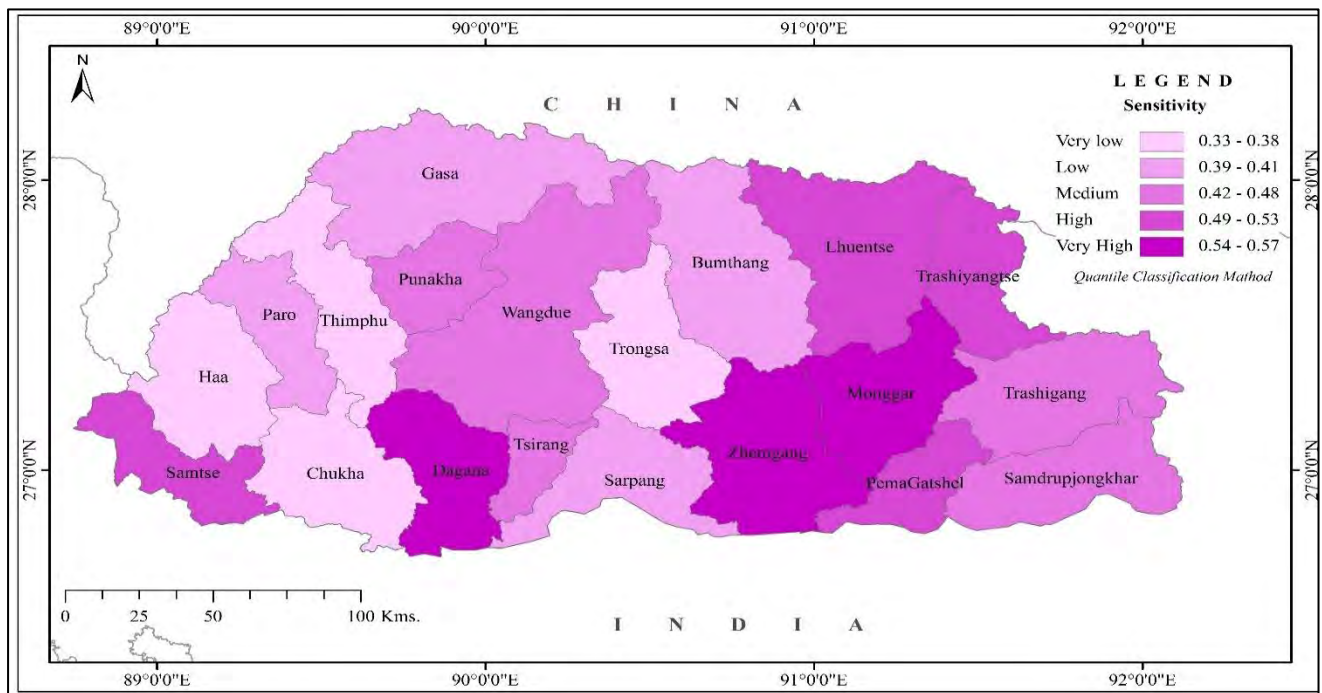 89°0'0"E 90°0'0"E 91°0'0"E 92°0'0"E
N
C H I N A
L E G E N D
Sensitivity
Very low 0.33 - 0.38
Low 0.39 - 0.41
Medium 0.42 - 0.48
High 0.49 - 0.53
Very High 0.54 - 0.57
Quantile Classification Mathod
28°0'0"N 28°0'0"N
Gasa
Lhuentse
Bumthang
Punakha
Trashiyangtse
Wangdue
Paro
Thimphu
Trongsa
Haa
Monggar
Trashigang
Tsirang
Zhemgang
27°0'0"N 27°0'0"N
Samtse
Chukha
Dagana
Sarpang
PemaGatshel
Samdrupjongkhar
0 25 50 100 Kms.
I N D I A
89°0'0"E 90°0'0"E 91°0'0"E 92°0'0"E